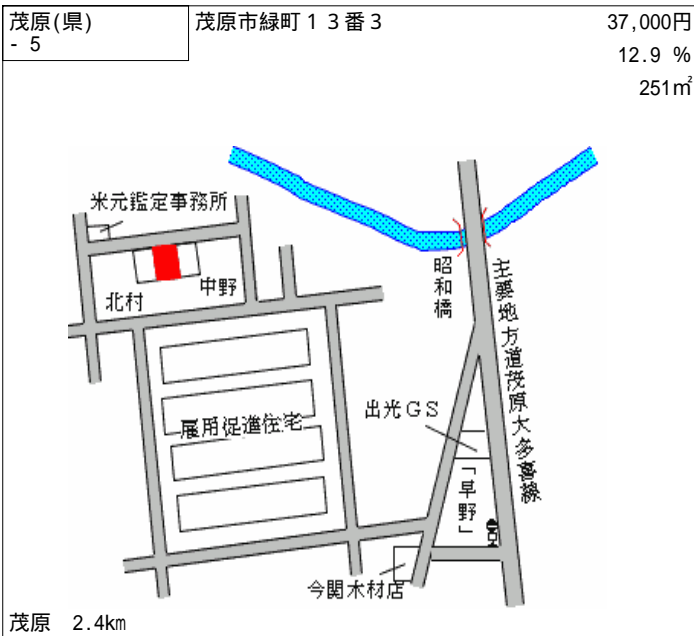 茂原(県)
- 5
茂原市緑町１３番３
37,000円
12.9 %
251㎡
米元鑑定事務所
北村
中野
昭和橋
主要地方道茂原大多喜線
雇用促進住宅
出光ＧＳ
「早野」
今関木材店
茂原 2.4km